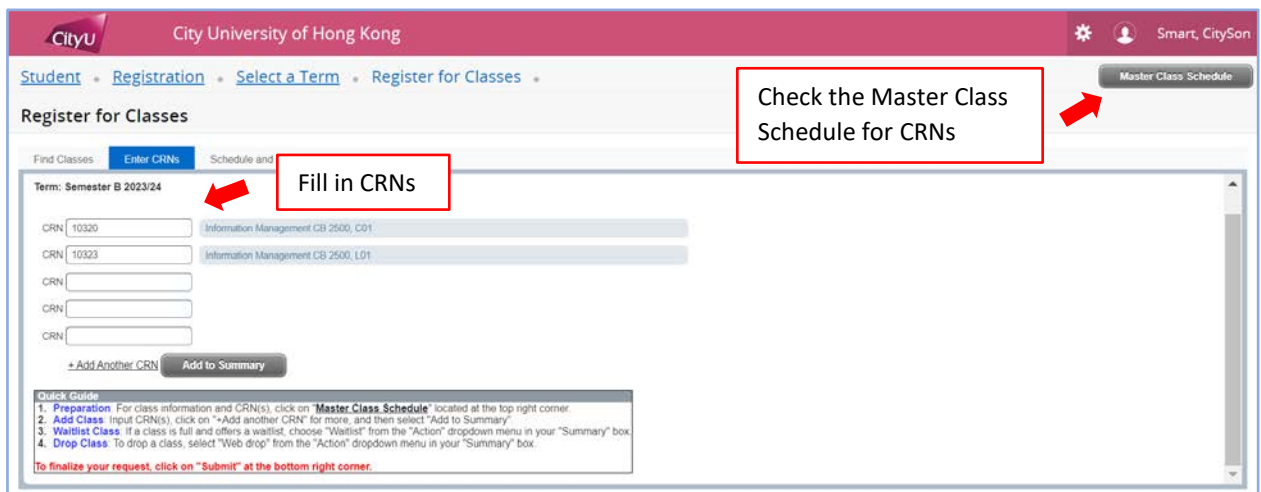 CityU
City University of Hong Kong
Smart, CitySon
Student • Registration • Select a Term • Register for Classes •
Master Class Schedule
Check the Master Class
Schedule for CRNs
Register for Classes
Find Classes
Enter CRNs
Schedule and
Fill in CRNs
Term: Semester B 2023/24
CRN 10320 Information Management CB 2500, C01
CRN 10323 Information Management CB 2500, L01
CRN
CRN
CRN
+ Add Another CRN
Add to Summary
Quick Guide
1. Preparation: For class information and CRN(s), click on "Master Class Schedule" located at the top right corner.
2. Add Class: Input CRN(s), click on "+Add another CRN" for more, and then select "Add to Summary"
3. Waitlist Class: If a class is full and offers a waitlist, choose "Waitlist" from the "Action" dropdown menu in your "Summary" box.
4. Drop Class: To drop a class, select "Web drop" from the "Action" dropdown menu in your "Summary" box
To finalize your request, click on "Submit" at the bottom right corner.